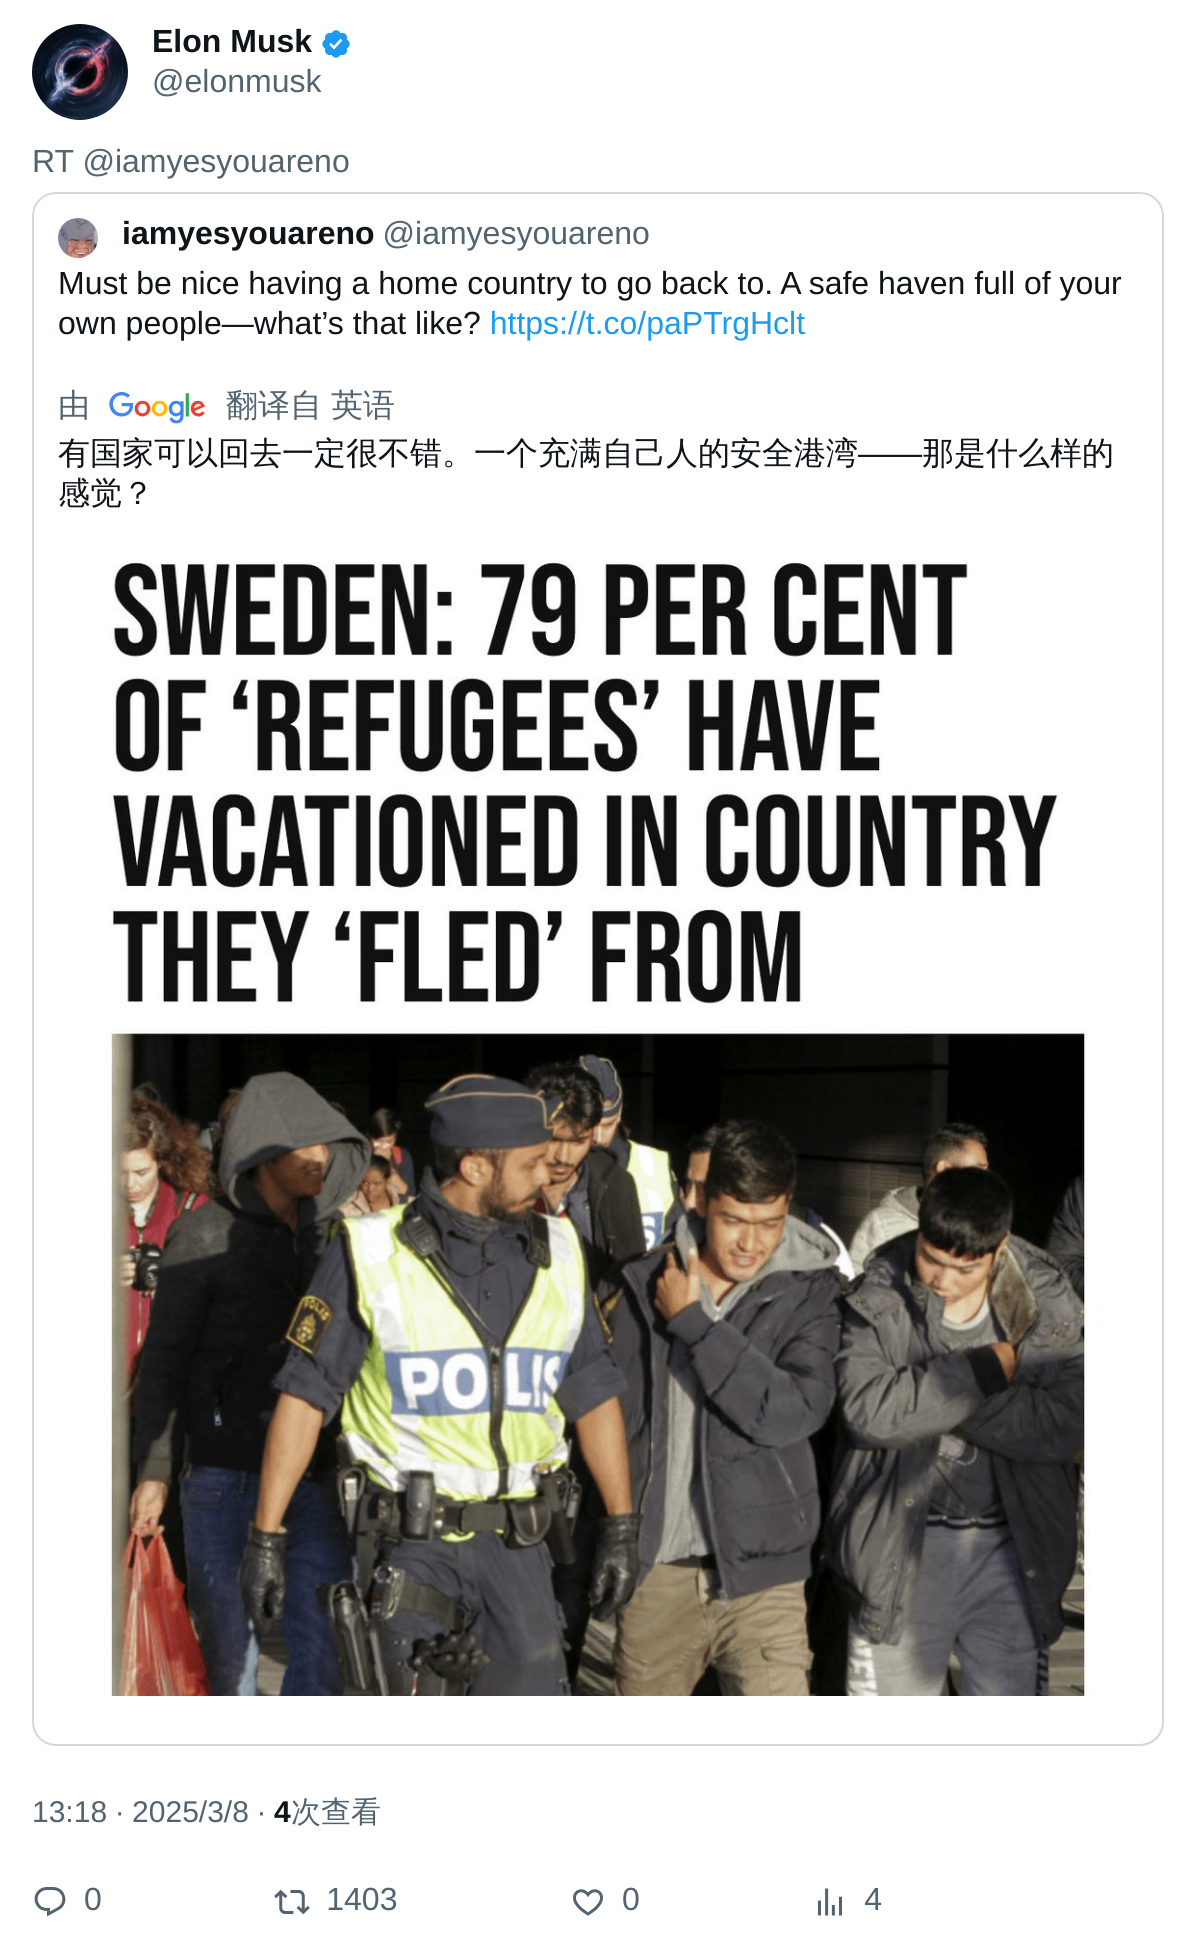 Elon Musk
@elonmusk
RT @iamyesyouareno
iamyesyouareno @iamyesyouareno
Must be nice having a home country to go back to. A safe haven full of your
own people—what’s that like? https://t.co/paPTrgHclt
由 Google 翻译自 英语
有国家可以回去一定很不错。一个充满自己人的安全港湾——那是什么样的
感觉？
SWEDEN: 79 PER CENT
OF ‘REFUGEES’ HAVE
VACATIONED IN COUNTRY
THEY ‘FLED’ FROM
POLIS
POLIS
13:18 · 2025/3/8 · 4次查看
0 1403 0 4